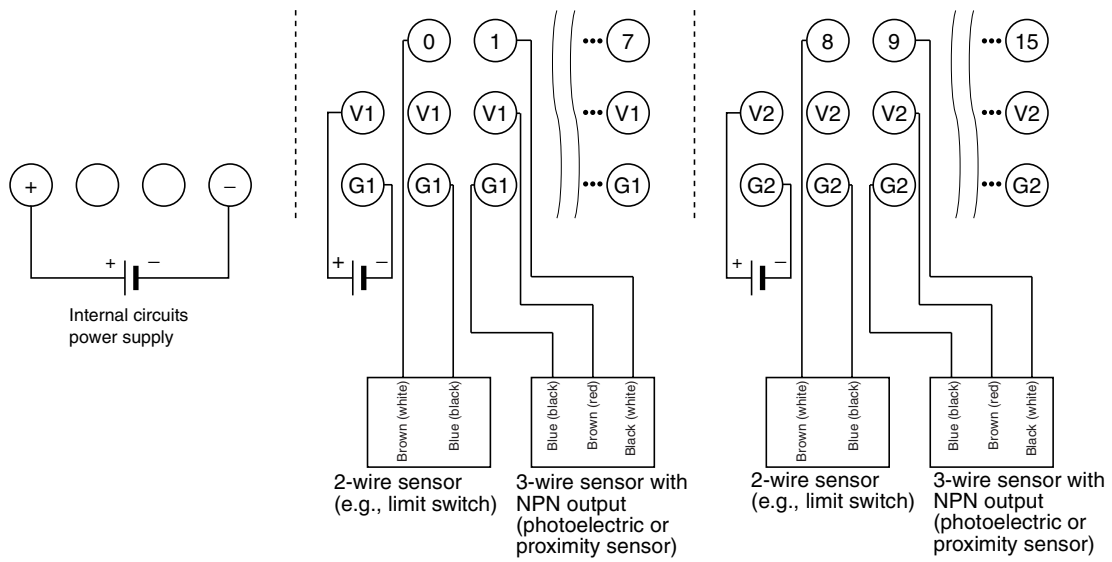 0 1 ••• 7
V1 V1 V1 ••• V1
G1 G1 G1 ••• G1
8 9 ••• 15
V2 V2 V2 ••• V2
G2 G2 G2 ••• G2
+ −
+ −
Internal circuits
power supply
+ −
+ −
Brown (white)
Blue (black)
Blue (black)
Brown (red)
Black (white)
Brown (white)
Blue (black)
Blue (black)
Brown (red)
Black (white)
2-wire sensor
(e.g., limit switch)
3-wire sensor with
NPN output
(photoelectric or
proximity sensor)
2-wire sensor
(e.g., limit switch)
3-wire sensor with
NPN output
(photoelectric or
proximity sensor)